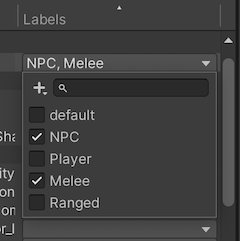 Labels
NPC, Melee
default
NPC
Player
Melee
Ranged